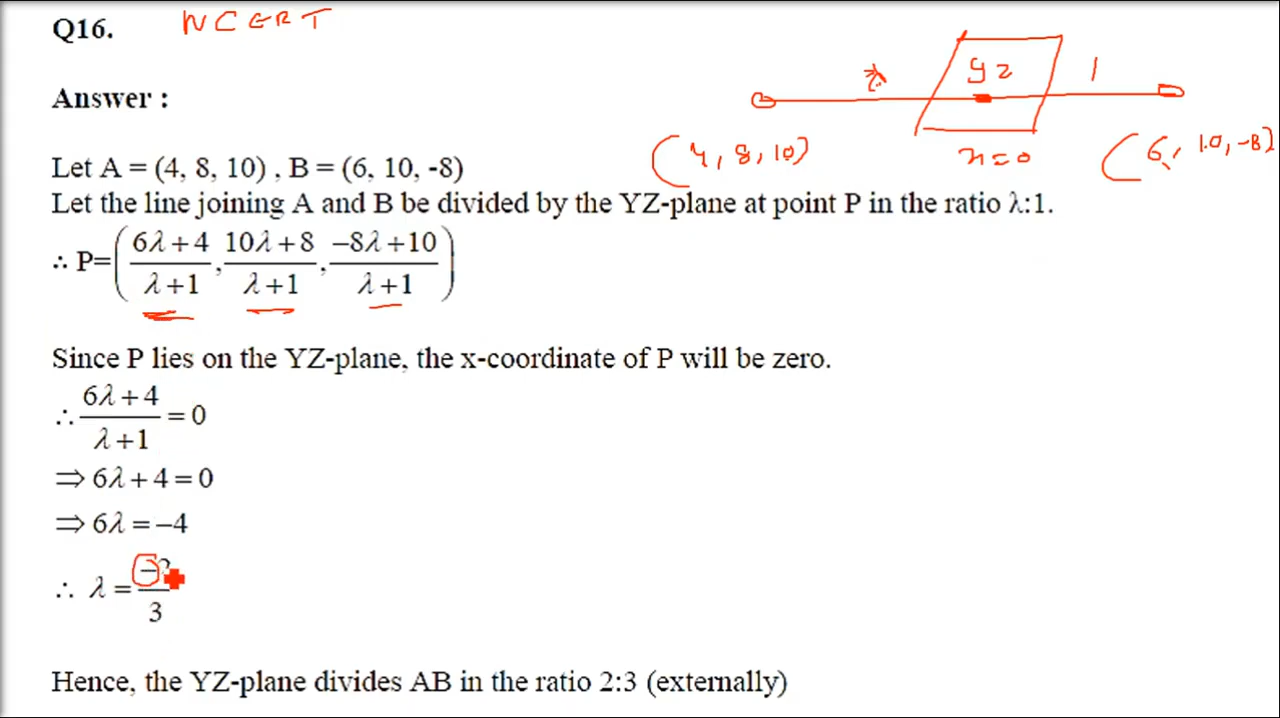 Q16. NCERT
Answer :
yz
1
(4, 8, 10)
x=0
(6, 10, -8)
Let A = (4, 8, 10) , B = (6, 10, -8)
Let the line joining A and B be divided by the YZ-plane at point P in the ratio λ:1.
∴ P=((6λ+4)/(λ+1), (10λ+8)/(λ+1), (−8λ+10)/(λ+1))
Since P lies on the YZ-plane, the x-coordinate of P will be zero.
∴ (6λ+4)/(λ+1) = 0
⇒ 6λ+4 = 0
⇒ 6λ = −4
∴ λ = −2/3
Hence, the YZ-plane divides AB in the ratio 2:3 (externally)